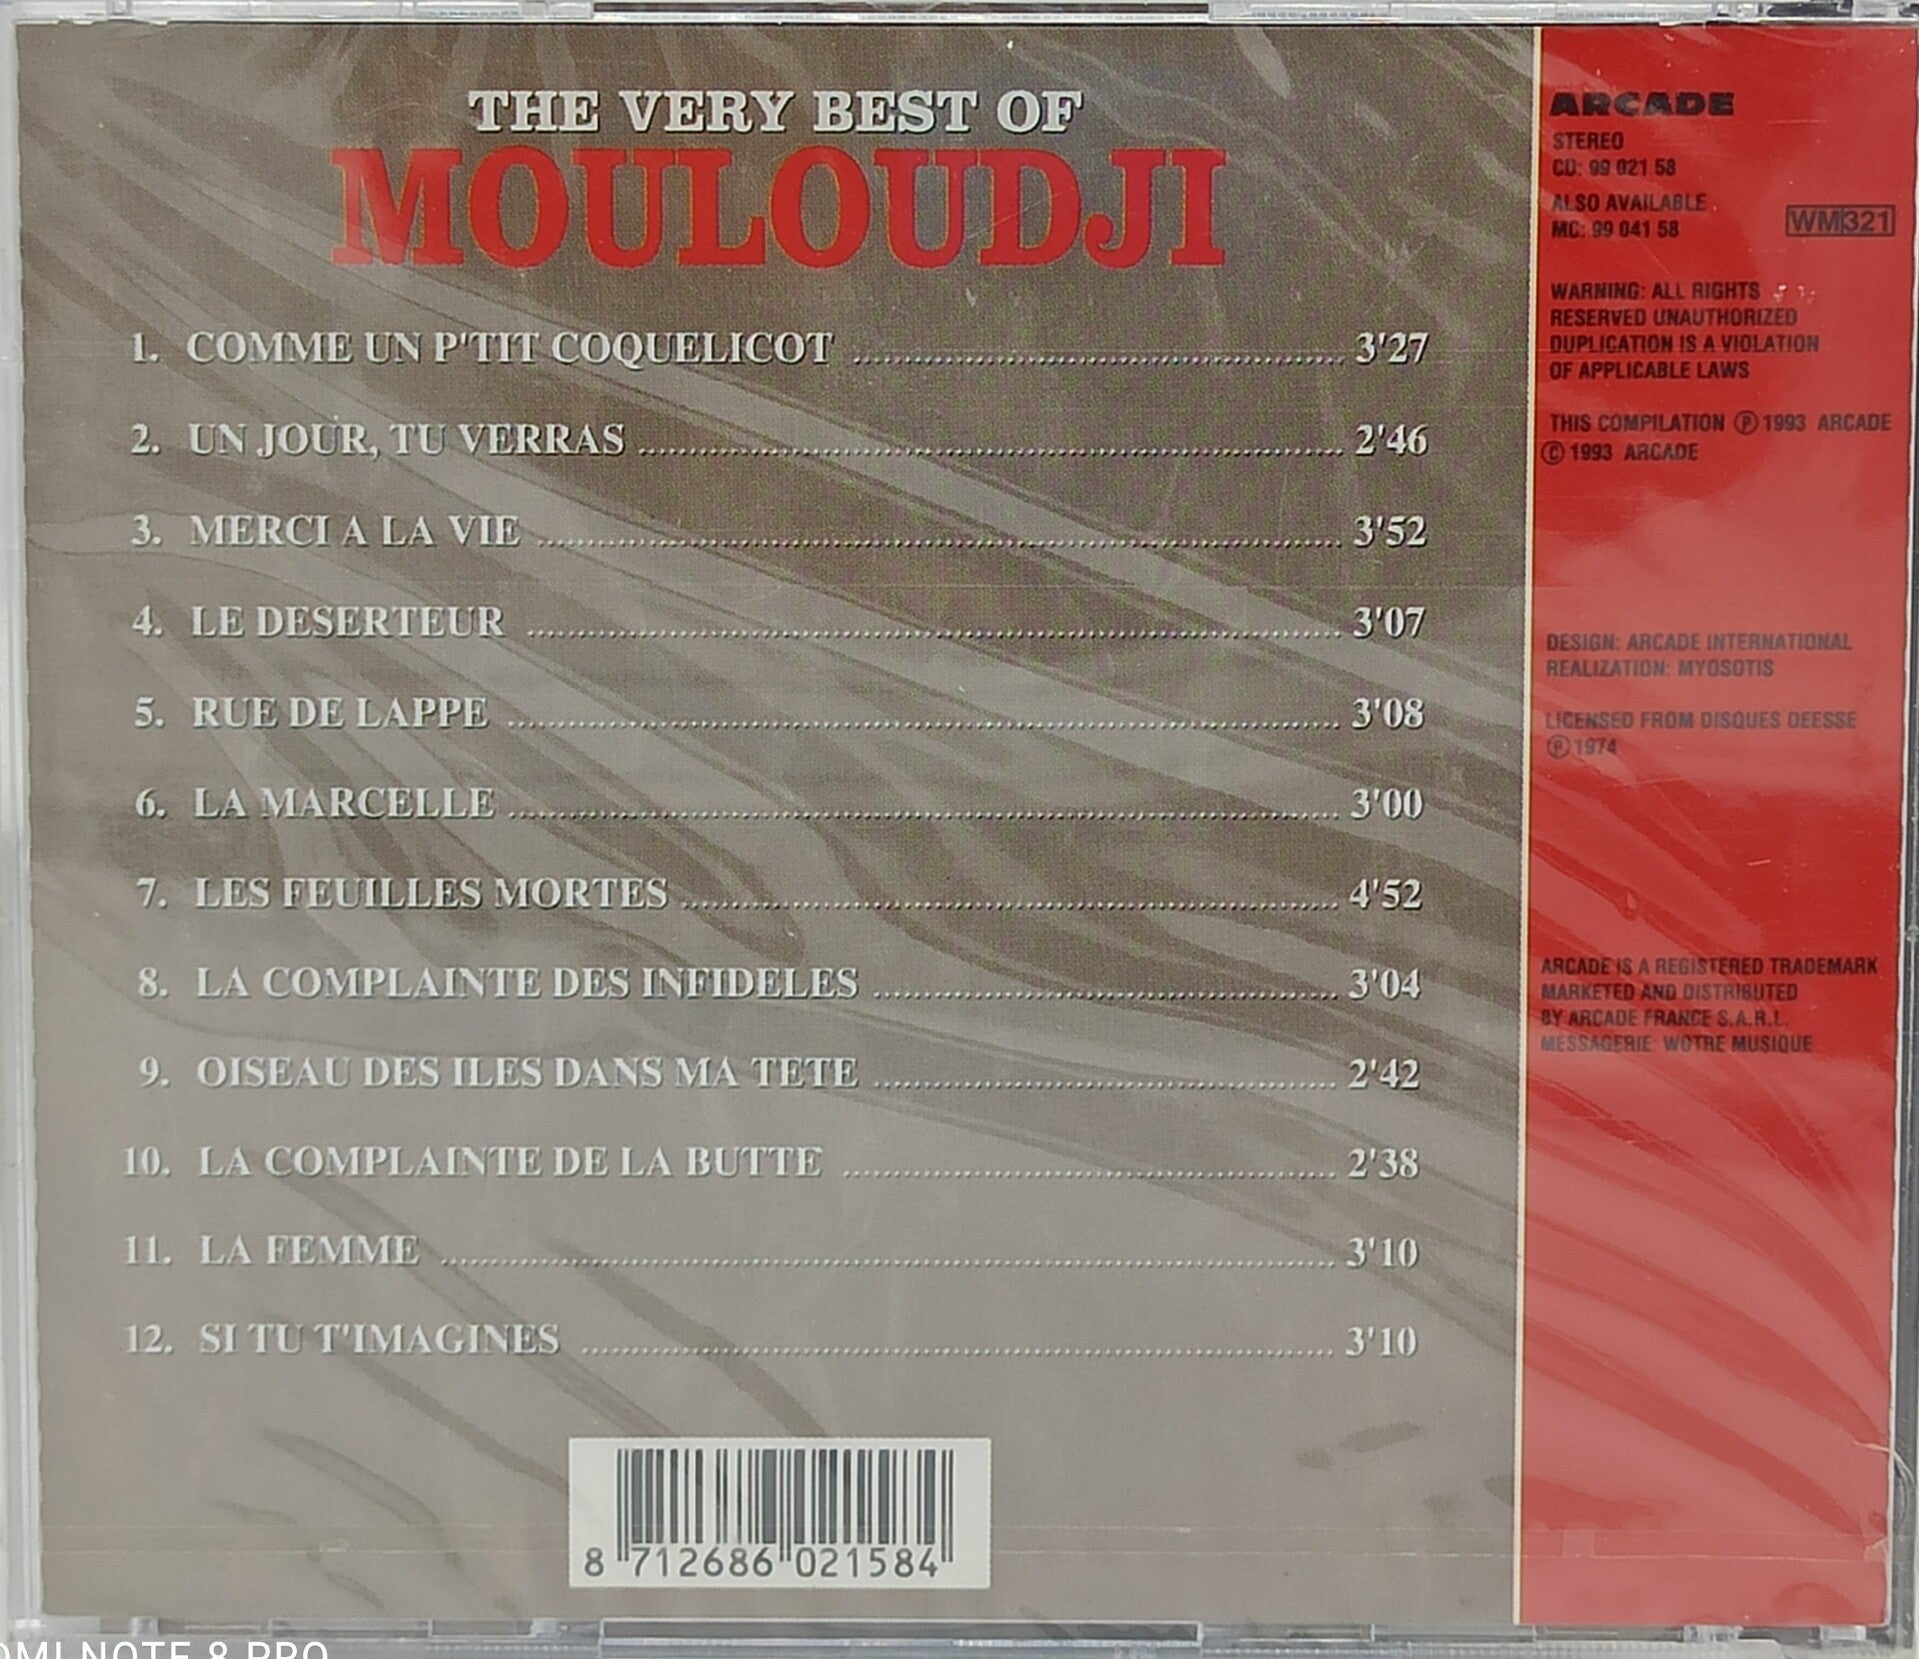 THE VERY BEST OF
MOULOUDJI
1. COMME UN P'TIT COQUELICOT 3'27
2. UN JOUR, TU VERRAS 2'46
3. MERCI A LA VIE 3'52
4. LE DESERTEUR 3'07
5. RUE DE LAPPE 3'08
6. LA MARCELLE 3'00
7. LES FEUILLES MORTES 4'52
8. LA COMPLAINTE DES INFIDELES 3'04
9. OISEAU DES ILES DANS MA TETE 2'42
10. LA COMPLAINTE DE LA BUTTE 2'38
11. LA FEMME 3'10
12. SI TU T'IMAGINES 3'10
8 712686 021584
ARCADE
STEREO
CD: 99 021 58
ALSO AVAILABLE
MC: 99 041 58
WM321
WARNING: ALL RIGHTS
RESERVED UNAUTHORIZED
DUPLICATION IS A VIOLATION
OF APPLICABLE LAWS
THIS COMPILATION Ⓟ 1993 ARCADE
© 1993 ARCADE
DESIGN: ARCADE INTERNATIONAL
REALIZATION: MYOSOTIS
LICENSED FROM DISQUES DEESSE
Ⓟ 1974
ARCADE IS A REGISTERED TRADEMARK
MARKETED AND DISTRIBUTED
BY ARCADE FRANCE S.A.R.L.
MESSAGERIE: WOTRE MUSIQUE
NOTE 8 PRO